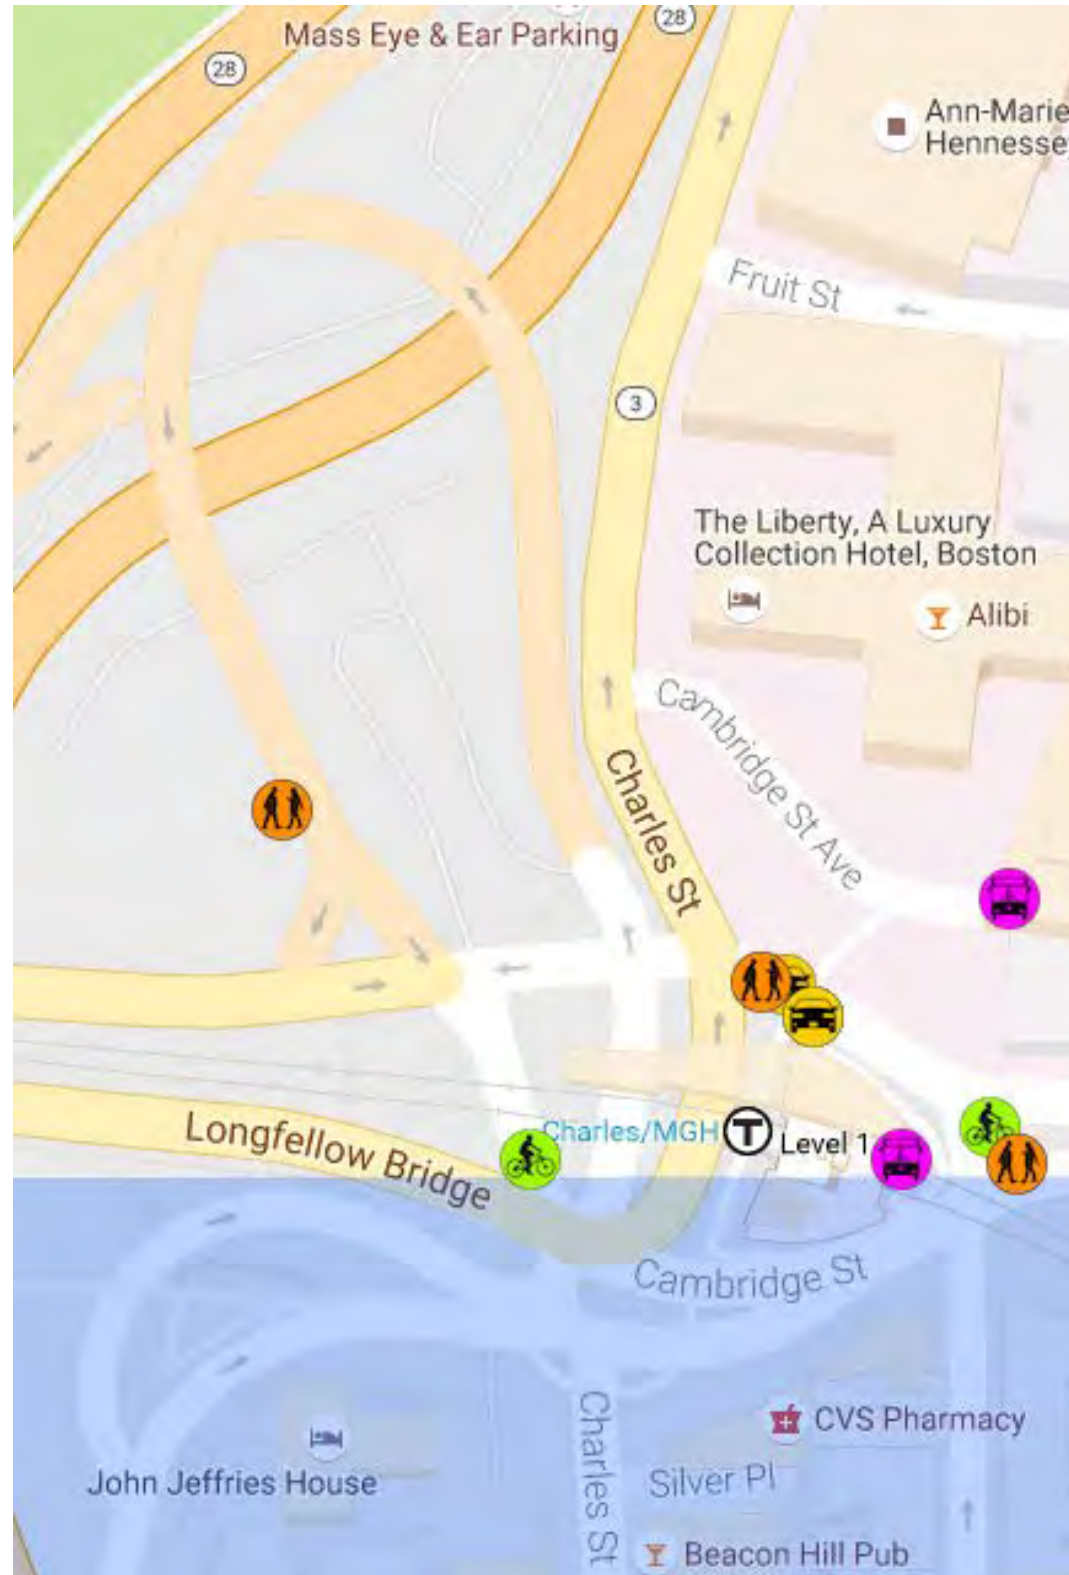 28
Mass Eye & Ear Parking
28
Ann-Marie
Hennesse
Fruit St
3
The Liberty, A Luxury
Collection Hotel, Boston
Alibi
Cambridge St Ave
Charles St
Longfellow Bridge
Charles/MGH
T
Level 1
Cambridge St
Charles St
CVS Pharmacy
John Jeffries House
Silver Pl
Beacon Hill Pub